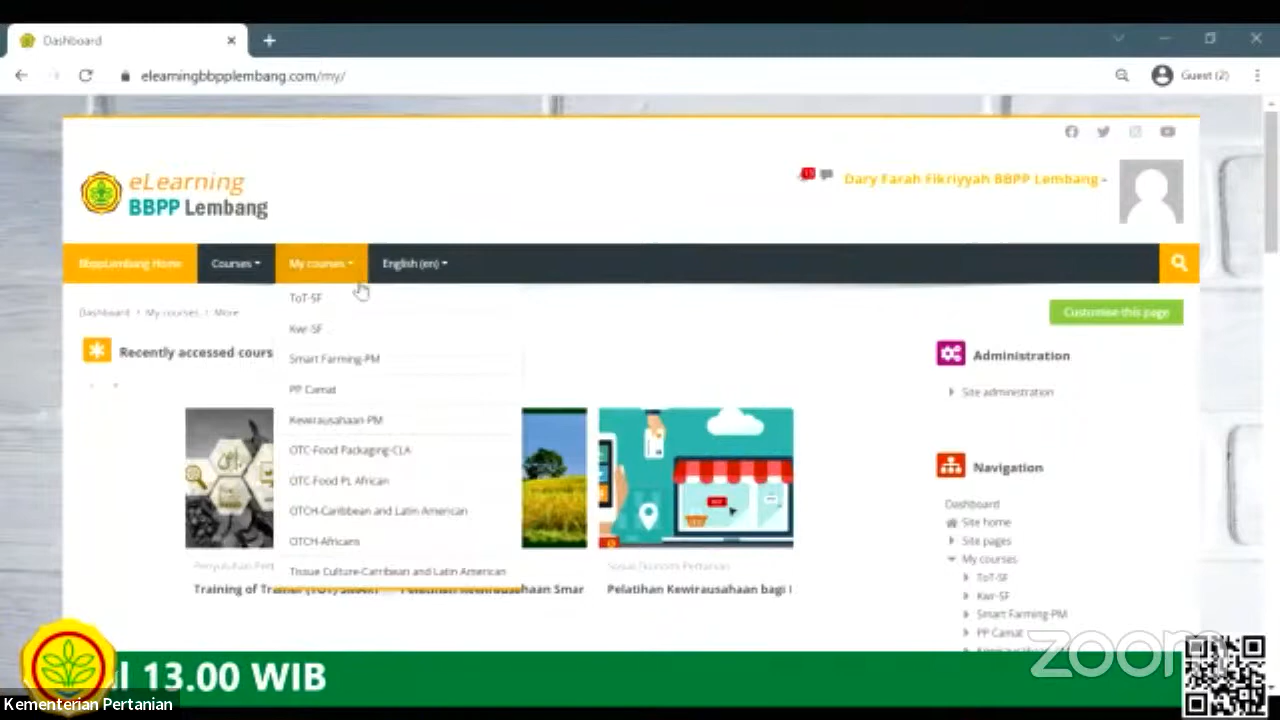 Dashboard
elearningbbpplembang.com/my/
Guest (2)
eLearning
BBPP Lembang
Dary Farah Fikriyyah BBPP Lembang
BbppLembang Home
Courses
My courses
English (en)
ToT-SF
Kwr-SF
Smart Farming-PM
PP Camat
Kewirausahaan-PM
OTC-Food Packaging-CLA
OTC-Food PL African
OTCH-Caribbean and Latin American
OTCH-Africans
Tissue Culture-Carribean and Latin American
Dashboard
My courses
More
Customise this page
Recently accessed cours
Sosial Ekonomi Pertanian
Training of
Smar
Pelatihan Kewirausahaan bagi
Administration
Site administration
Navigation
Dashboard
Site home
Site pages
My courses
ToT-SF
Kwr-SF
Smart Farming-PM
PP Camat
zoom
13.00 WIB
Kementerian Pertanian